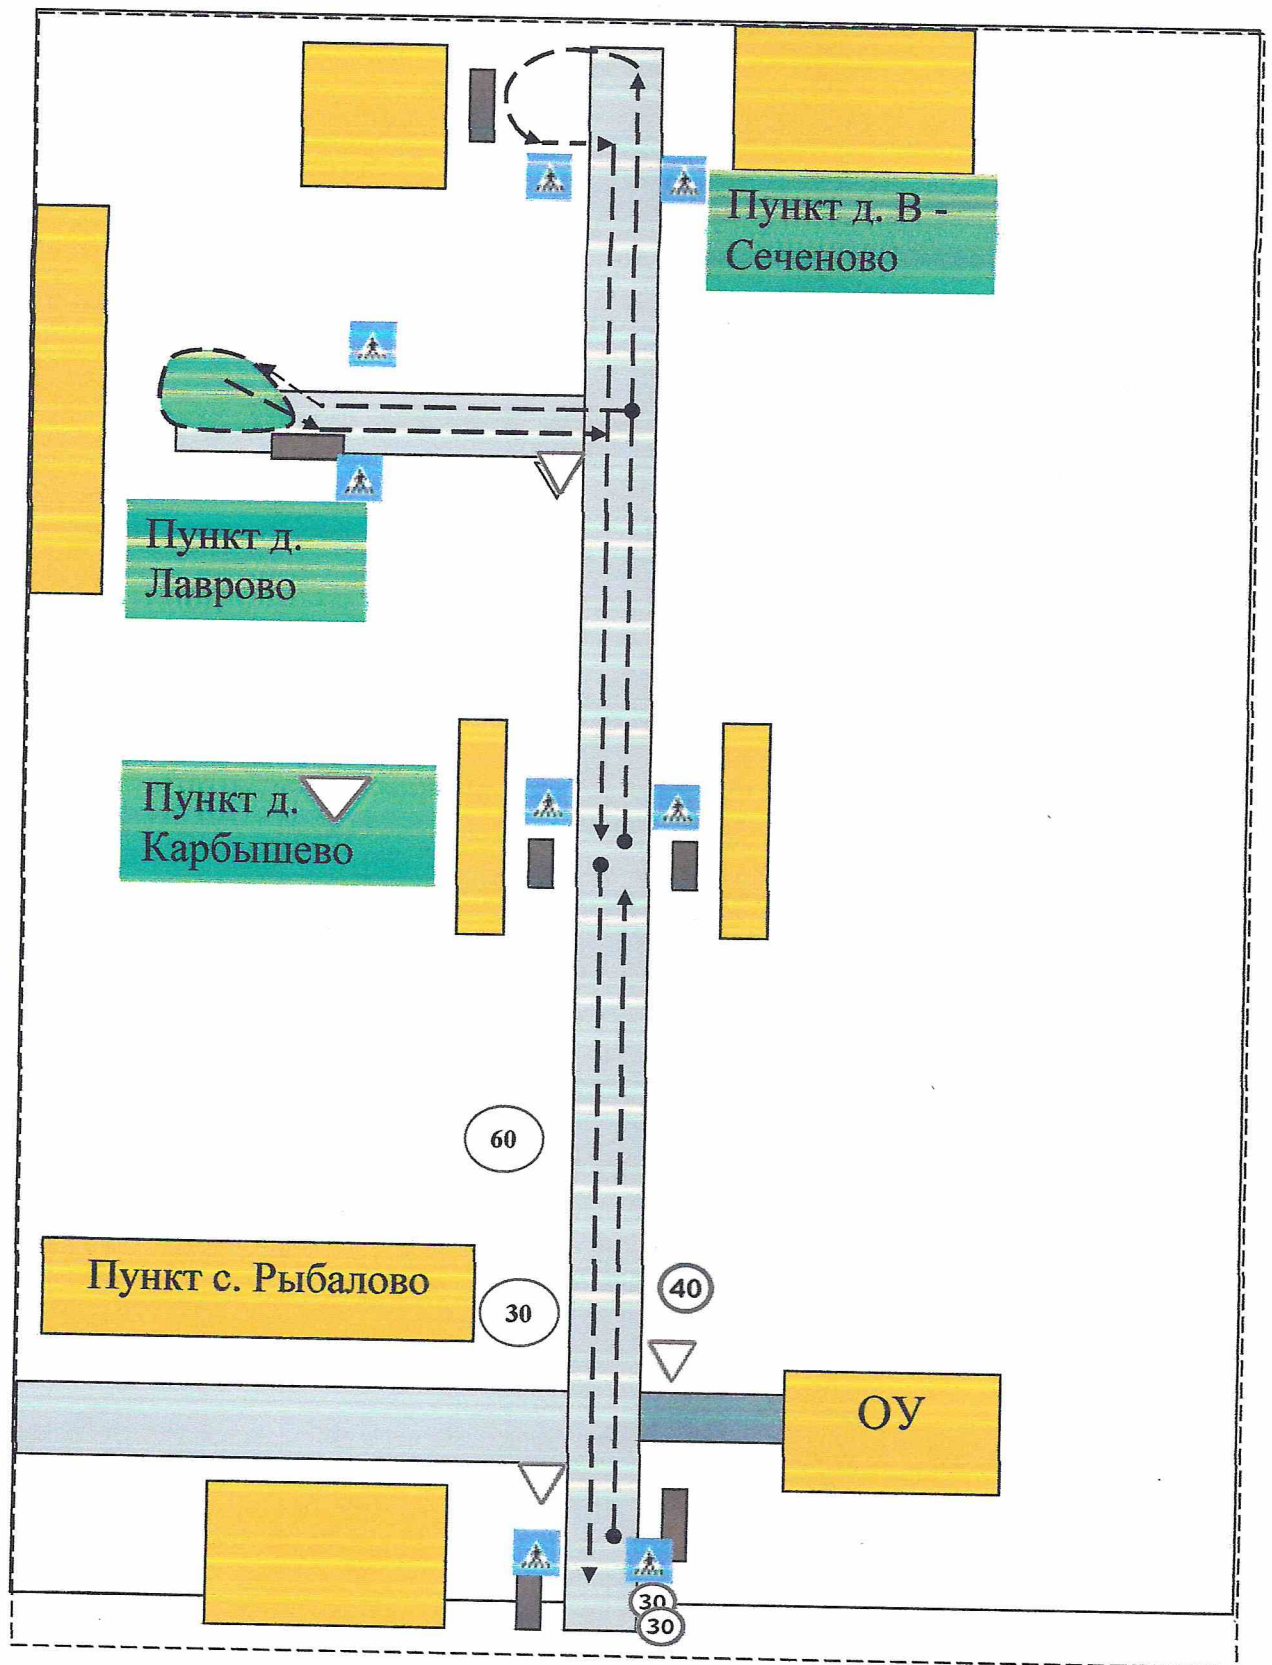 Пункт д. В -
Сеченово
Пункт д.
Лаврово
Пункт д.
Карбышево
60
Пункт с. Рыбалово
30
40
ОУ
30
30